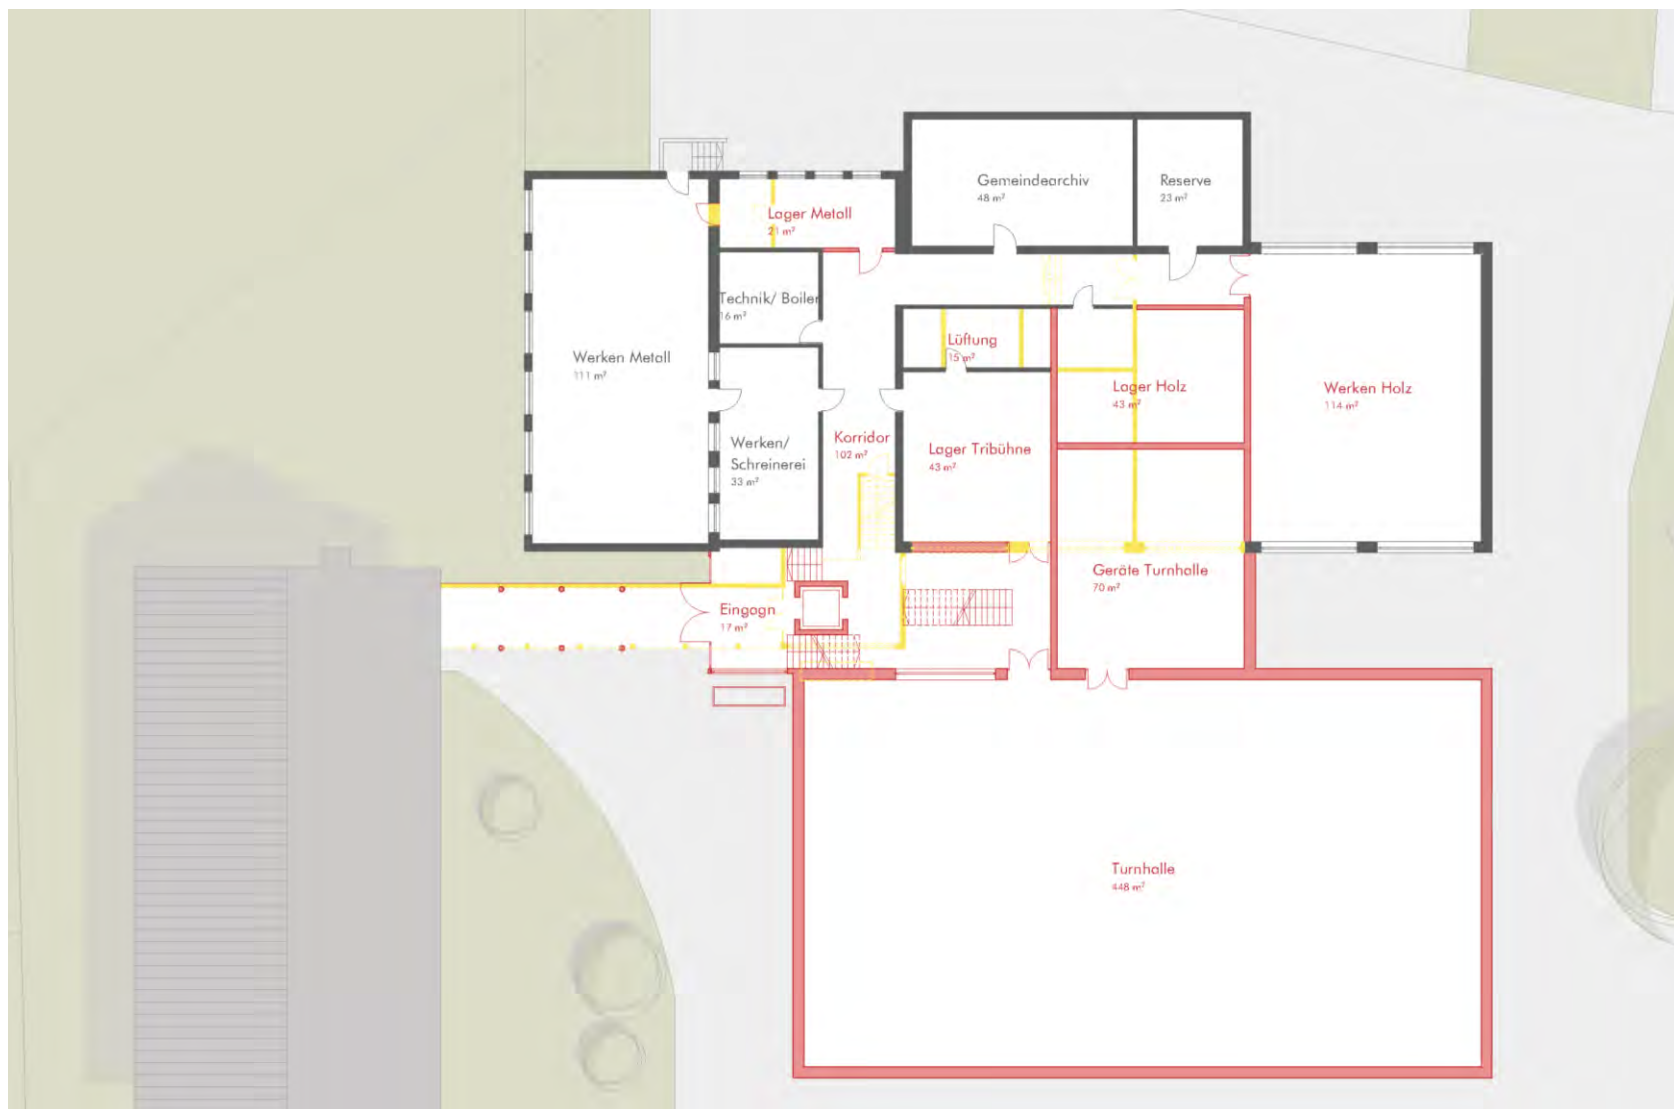 Gemeindearchiv
48 m²
Reserve
23 m²
Lager Metall
21 m²
Technik/ Boiler
16 m²
Lüftung
15 m²
Werken Metall
111 m²
Lager Holz
43 m²
Werken Holz
114 m²
Werken/
Schreinerei
33 m²
Korridor
102 m²
Lager Tribühne
43 m²
Geräte Turnhalle
70 m²
Eingagn
17 m²
Turnhalle
448 m²